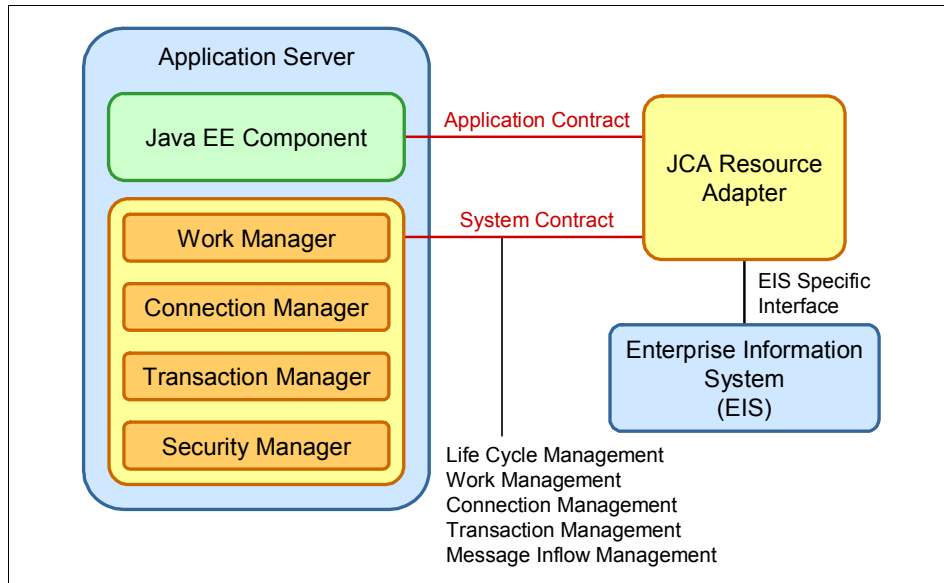 Application Server
Java EE Component
Application Contract
JCA Resource
Adapter
System Contract
Work Manager
Connection Manager
Transaction Manager
Security Manager
EIS Specific
Interface
Enterprise Information
System
(EIS)
Life Cycle Management
Work Management
Connection Management
Transaction Management
Message Inflow Management